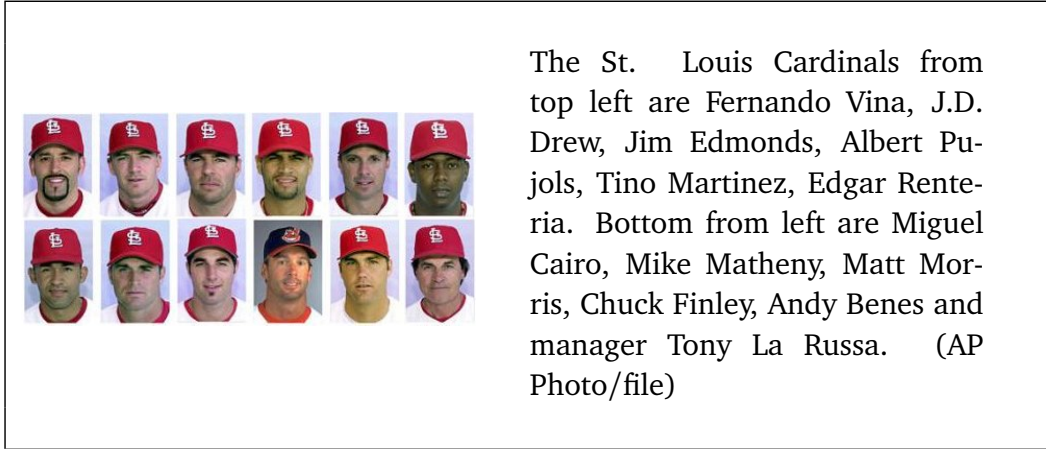 The St. Louis Cardinals from
top left are Fernando Vina, J.D.
Drew, Jim Edmonds, Albert Pu-
jols, Tino Martinez, Edgar Rente-
ria. Bottom from left are Miguel
Cairo, Mike Matheny, Matt Mor-
ris, Chuck Finley, Andy Benes and
manager Tony La Russa. (AP
Photo/file)